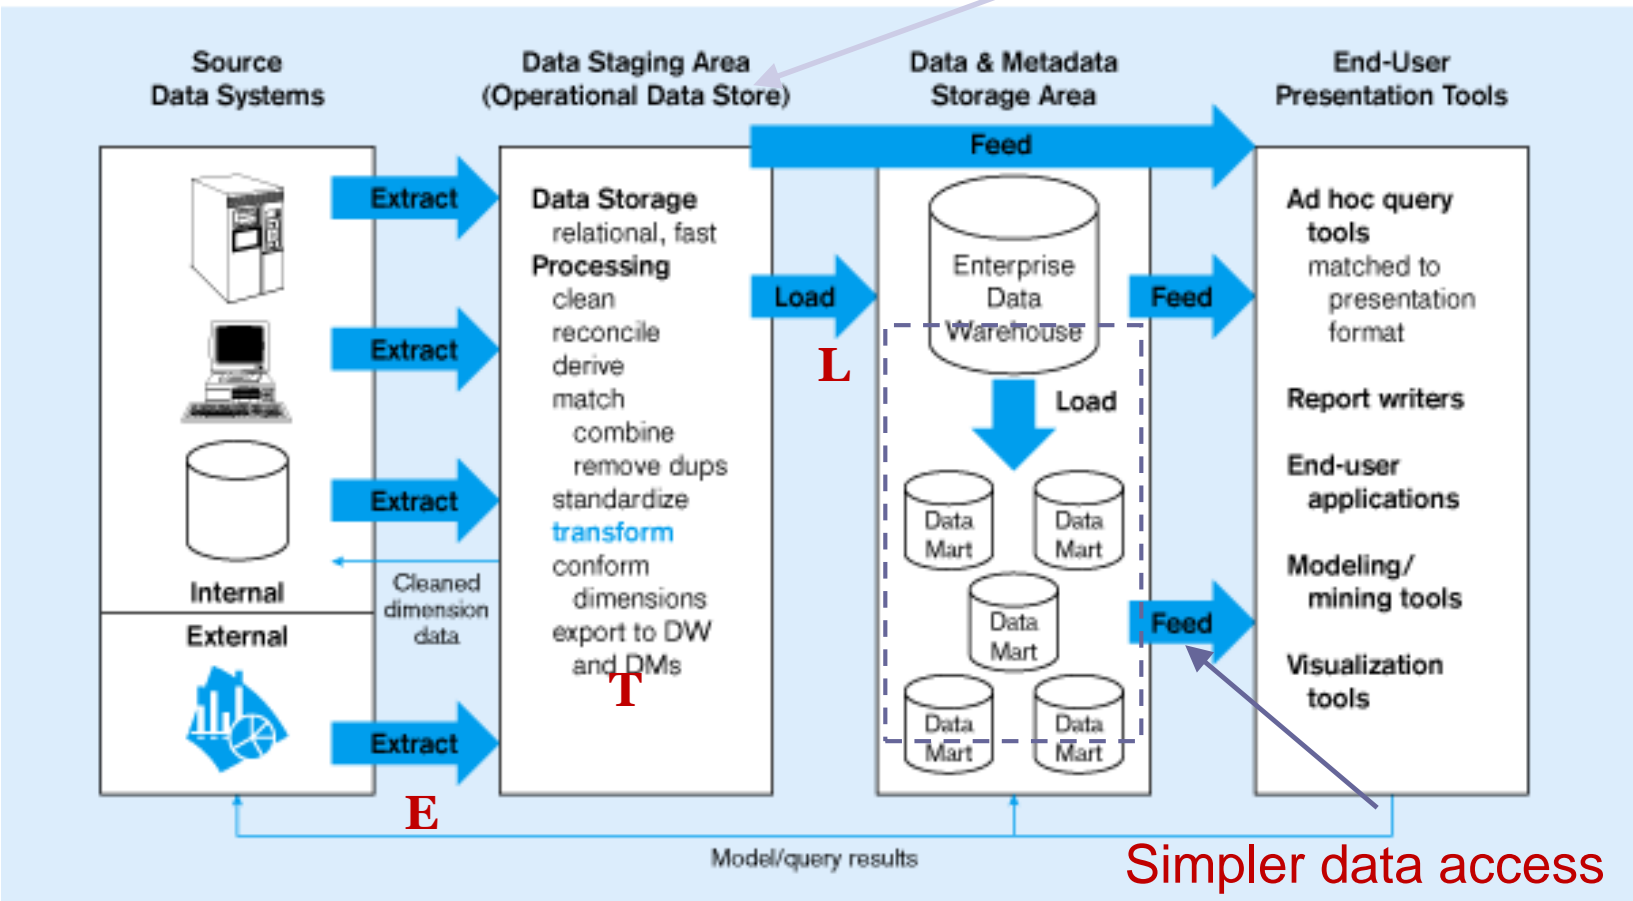 Source
Data Systems
Data Staging Area
(Operational Data Store)
Data & Metadata
Storage Area
End-User
Presentation Tools
Extract
Extract
Extract
Extract
Internal
External
Cleaned
dimension
data
E
Data Storage
relational, fast
Processing
clean
reconcile
derive
match
combine
remove dups
standardize
transform
conform
dimensions
export to DW
and DMs
T
Feed
Load
L
Enterprise
Data
Warehouse
Load
Data
Mart
Data
Mart
Data
Mart
Data
Mart
Data
Mart
Feed
Feed
Ad hoc query
tools
matched to
presentation
format
Report writers
End-user
applications
Modeling/
mining tools
Visualization
tools
Model/query results
Simpler data access